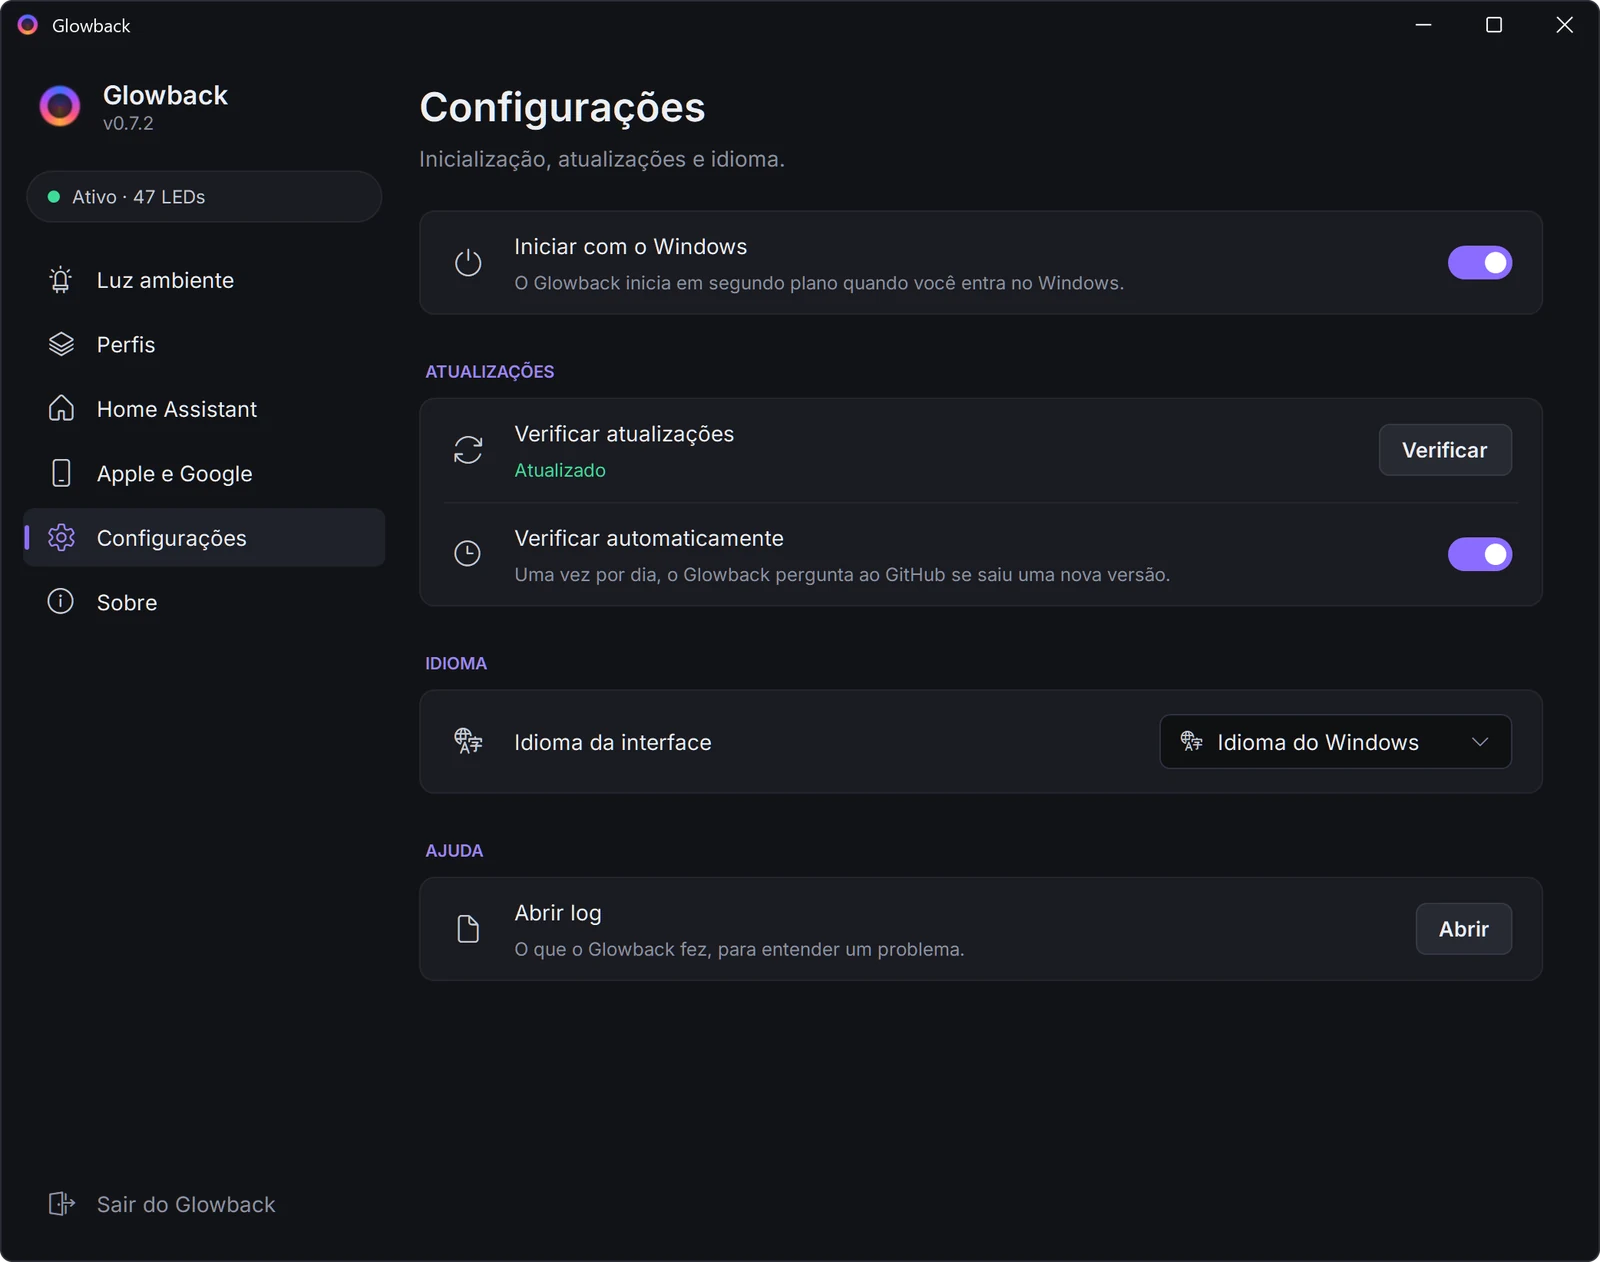 Glowback
Glowback
v0.7.2
Ativo · 47 LEDs
Luz ambiente
Perfis
Home Assistant
Apple e Google
Configurações
Sobre
Sair do Glowback
Configurações
Inicialização, atualizações e idioma.
Iniciar com o Windows
O Glowback inicia em segundo plano quando você entra no Windows.
ATUALIZAÇÕES
Verificar atualizações
Atualizado
Verificar
Verificar automaticamente
Uma vez por dia, o Glowback pergunta ao GitHub se saiu uma nova versão.
IDIOMA
Idioma da interface
Idioma do Windows
AJUDA
Abrir log
O que o Glowback fez, para entender um problema.
Abrir